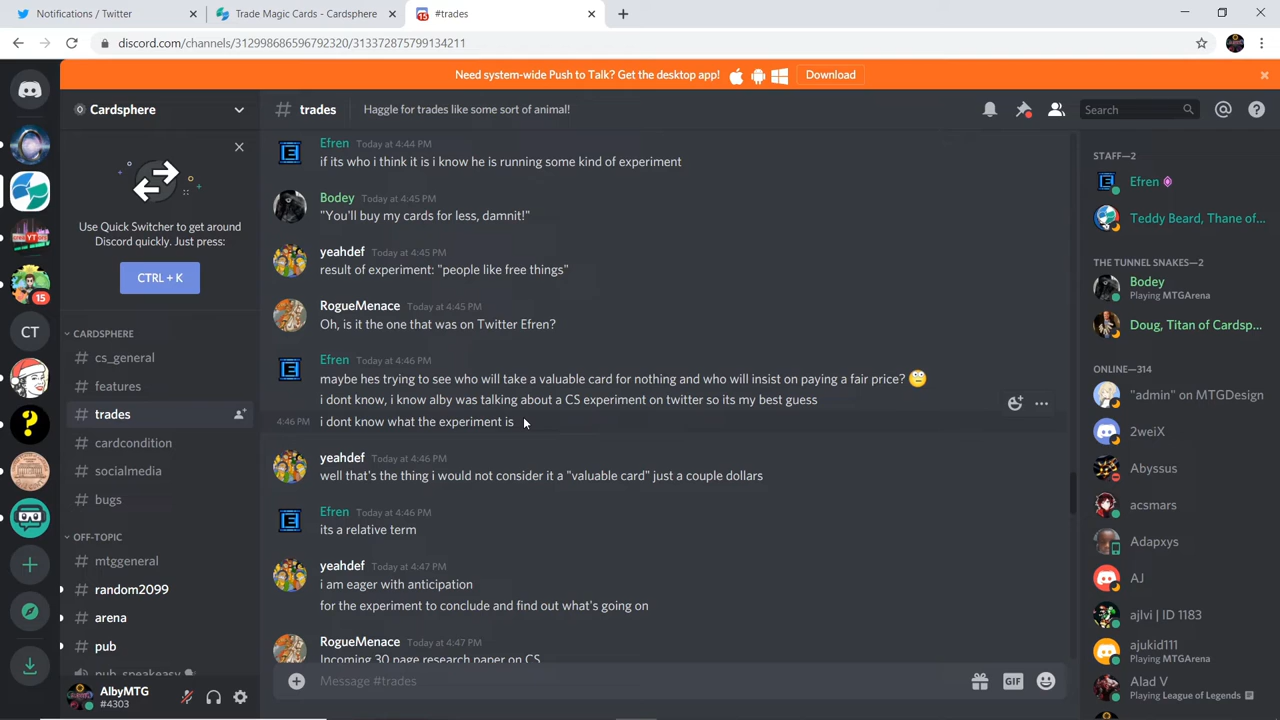 Notifications / Twitter
Trade Magic Cards - Cardsphere
#trades
discord.com/channels/312998686596792320/313372875799134211
Need system-wide Push to Talk? Get the desktop app!
Download
Cardsphere
trades
Haggle for trades like some sort of animal!
Search
Use Quick Switcher to get around
Discord quickly. Just press:
CTRL + K
YT
15
CT
CARDSPHERE
cs_general
features
trades
cardcondition
socialmedia
bugs
OFF-TOPIC
mtggeneral
random2099
arena
pub
pub_speakeasy
AlbyMTG
#4303
Efren Today at 4:44 PM
if its who i think it is i know he is running some kind of experiment
Bodey Today at 4:45 PM
"You'll buy my cards for less, damnit!"
yeahdef Today at 4:45 PM
result of experiment: "people like free things"
RogueMenace Today at 4:45 PM
Oh, is it the one that was on Twitter Efren?
Efren Today at 4:46 PM
maybe hes trying to see who will take a valuable card for nothing and who will insist on paying a fair price?
i dont know, i know alby was talking about a CS experiment on twitter so its my best guess
4:46 PM i dont know what the experiment is
yeahdef Today at 4:46 PM
well that's the thing i would not consider it a "valuable card" just a couple dollars
Efren Today at 4:46 PM
its a relative term
yeahdef Today at 4:47 PM
i am eager with anticipation
for the experiment to conclude and find out what's going on
RogueMenace Today at 4:47 PM
Incoming 30 page research paper on CS
Message #trades
GIF
STAFF—2
Efren
Teddy Beard, Thane of...
THE TUNNEL SNAKES—2
Bodey
Playing MTGArena
Doug, Titan of Cardsp...
ONLINE—314
"admin" on MTGDesign
2weiX
Abyssus
acsmars
Adapxys
AJ
ajlvi | ID 1183
ajukid111
Playing MTGArena
Alad V
Playing League of Legends